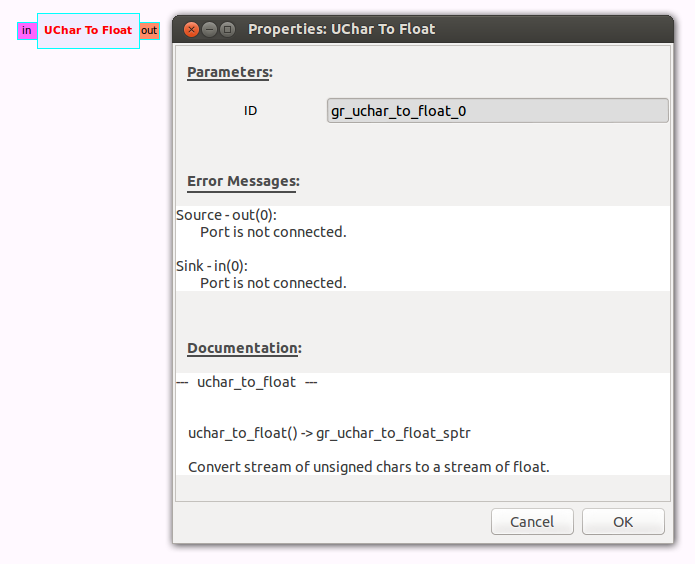 in UChar To Float out
Properties: UChar To Float
Parameters:
ID gr_uchar_to_float_0
Error Messages:
Source - out(0):
Port is not connected.
Sink - in(0):
Port is not connected.
Documentation:
--- uchar_to_float ---
uchar_to_float() -> gr_uchar_to_float_sptr
Convert stream of unsigned chars to a stream of float.
Cancel OK